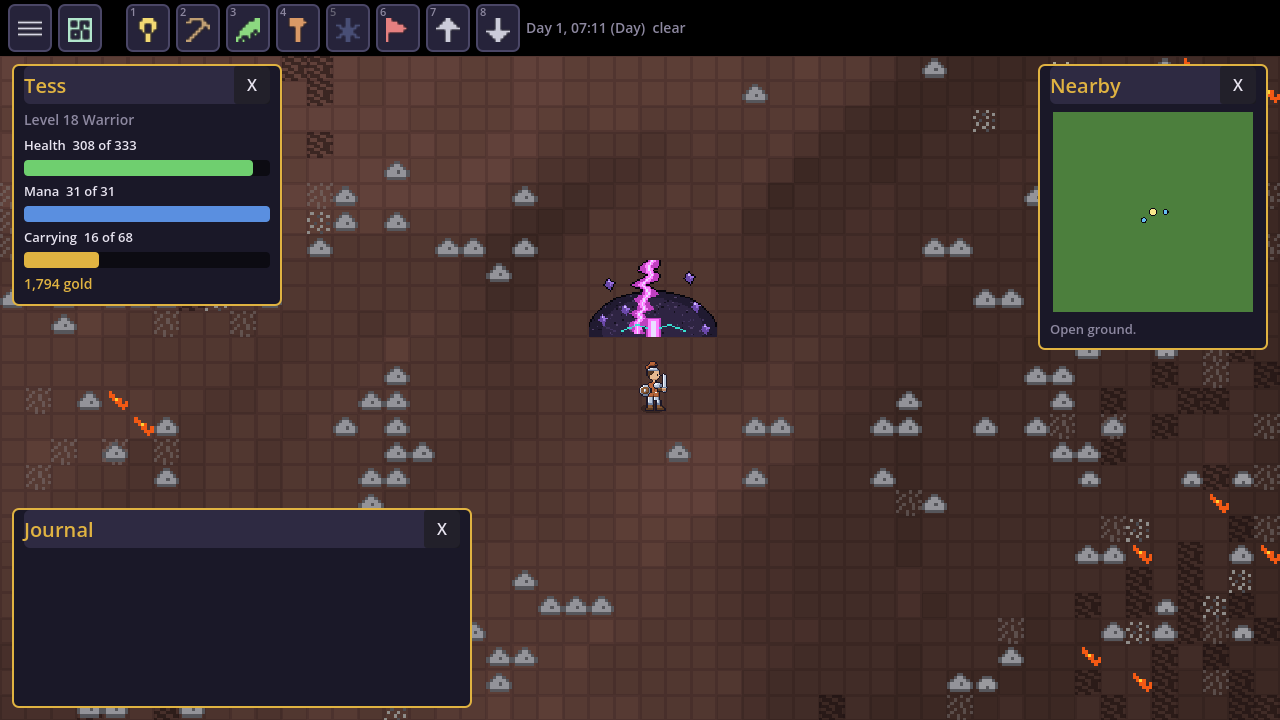 1 2 3 4 5 6 7 8 Day 1, 07:11 (Day) clear
Tess X
Level 18 Warrior
Health 308 of 333
Mana 31 of 31
Carrying 16 of 68
1,794 gold
Nearby X
Open ground.
Journal X